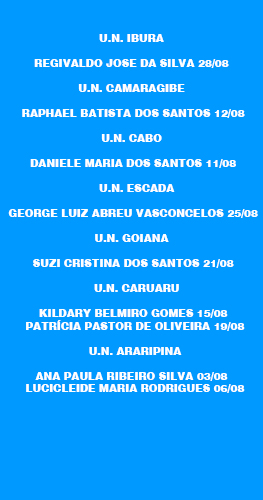 U.N. IBURA
REGIVALDO JOSE DA SILVA 28/08
U.N. CAMARAGIBE
RAPHAEL BATISTA DOS SANTOS 12/08
U.N. CABO
DANIELE MARIA DOS SANTOS 11/08
U.N. ESCADA
GEORGE LUIZ ABREU VASCONCELOS 25/08
U.N. GOIANA
SUZI CRISTINA DOS SANTOS 21/08
U.N. CARUARU
KILDARY BELMIRO GOMES 15/08
PATRÍCIA PASTOR DE OLIVEIRA 19/08
U.N. ARARIPINA
ANA PAULA RIBEIRO SILVA 03/08
LUCICLEIDE MARIA RODRIGUES 06/08